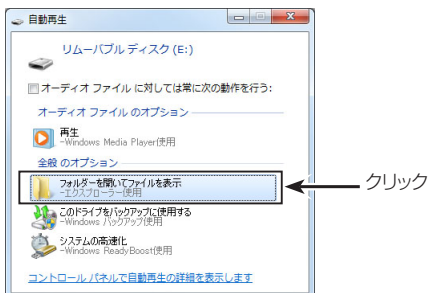 自動再生
リムーバブル ディスク (E:)
オーディオ ファイル に対しては常に次の動作を行う:
オーディオ ファイル のオプション
再生
-Windows Media Player使用
全般 のオプション
フォルダーを開いてファイルを表示
-エクスプローラー使用
クリック
このドライブをバックアップに使用する
-Windows バックアップ使用
システムの高速化
-Windows ReadyBoost使用
コントロール パネルで自動再生の詳細を表示します